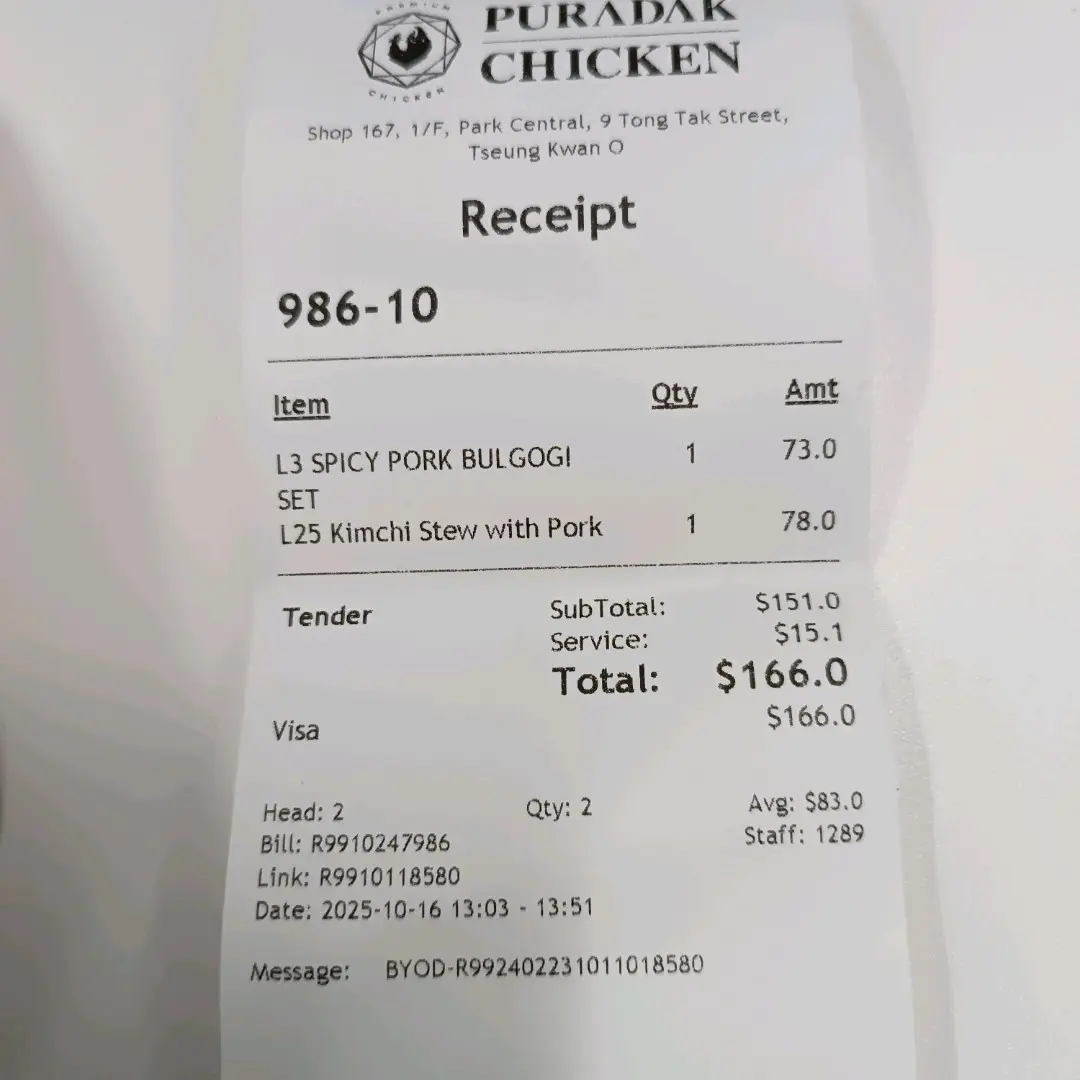 PREMIUM
PURADAK
CHICKEN
CHICKEN
Shop 167, 1/F, Park Central, 9 Tong Tak Street,
Tseung Kwan O
Receipt
986-10
Item Qty Amt
L3 SPICY PORK BULGOGI 1 73.0
SET
L25 Kimchi Stew with Pork 1 78.0
Tender SubTotal: $151.0
Service: $15.1
Total: $166.0
Visa $166.0
Head: 2 Qty: 2 Avg: $83.0
Bill: R9910247986 Staff: 1289
Link: R9910118580
Date: 2025-10-16 13:03 - 13:51
Message: BYOD-R992402231011018580